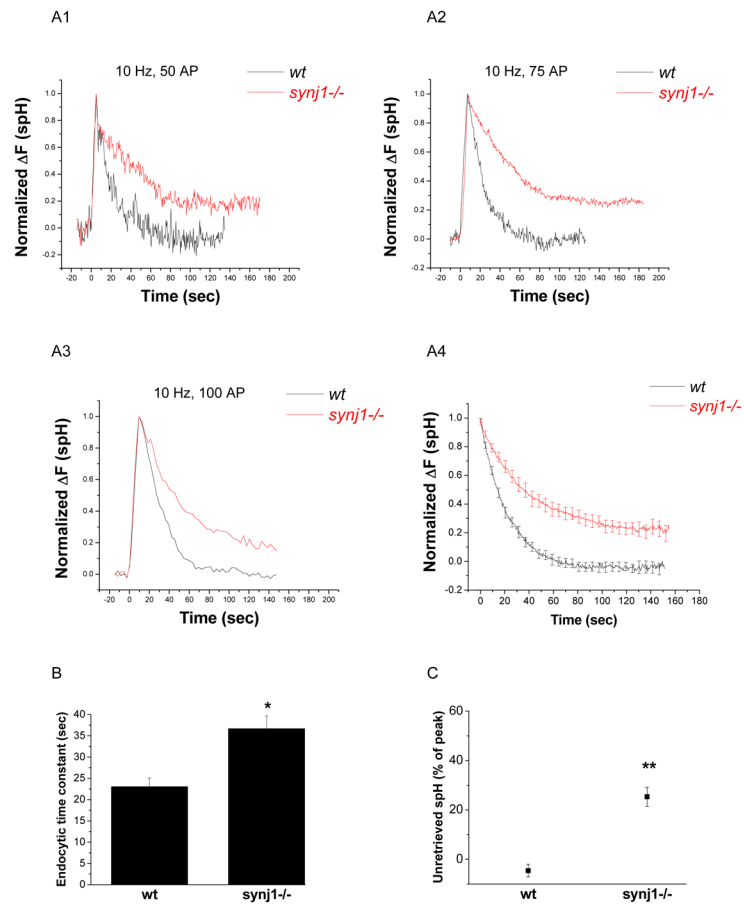 A1
10 Hz, 50 AP
wt
synj1-/-
Normalized ΔF (spH)
1.0
0.8
0.6
0.4
0.2
0.0
-0.2
-20 0 20 40 60 80 100 120 140 160 180 200
Time (sec)
A2
10 Hz, 75 AP
wt
synj1-/-
Normalized ΔF (spH)
1.0
0.8
0.6
0.4
0.2
0.0
0.2
-20 0 20 40 60 80 100 120 140 160 180 200
Time (sec)
A3
10 Hz, 100 AP
wt
synj1-/-
Normalized ΔF (spH)
1.0
0.8
0.6
0.4
0.2
0.0
-20 0 20 40 60 80 100 120 140 160
Time (sec)
A4
wt
synj1-/-
Normalized ΔF (spH)
1.0
0.8
0.6
0.4
0.2
0.0
-0.2
0 20 40 60 80 100 120 140 160 180
Time (sec)
B
Endocytic time constant (sec)
40
35
30
25
20
15
10
5
0
*
wt synj1-/-
C
Unretrieved spH (% of peak)
60
40
20
0
**
wt synj1-/-